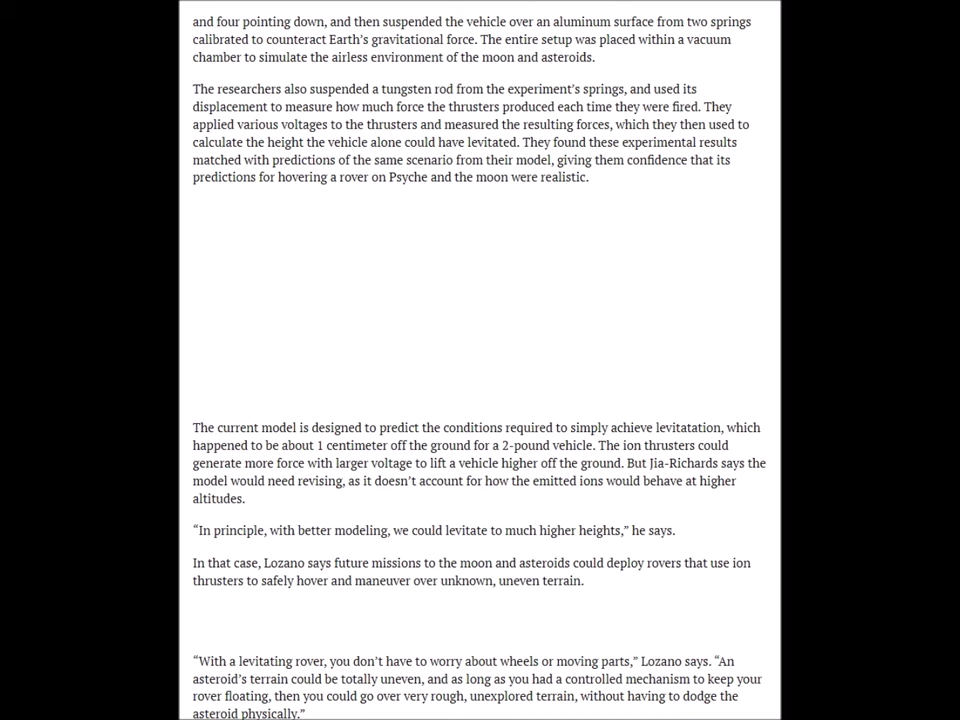 and four pointing down, and then suspended the vehicle over an aluminum surface from two springs
calibrated to counteract Earth’s gravitational force. The entire setup was placed within a vacuum
chamber to simulate the airless environment of the moon and asteroids.
The researchers also suspended a tungsten rod from the experiment’s springs, and used its
displacement to measure how much force the thrusters produced each time they were fired. They
applied various voltages to the thrusters and measured the resulting forces, which they then used to
calculate the height the vehicle alone could have levitated. They found these experimental results
matched with predictions of the same scenario from their model, giving them confidence that its
predictions for hovering a rover on Psyche and the moon were realistic.
The current model is designed to predict the conditions required to simply achieve levitatation, which
happened to be about 1 centimeter off the ground for a 2-pound vehicle. The ion thrusters could
generate more force with larger voltage to lift a vehicle higher off the ground. But Jia-Richards says the
model would need revising, as it doesn’t account for how the emitted ions would behave at higher
altitudes.
“In principle, with better modeling, we could levitate to much higher heights,” he says.
In that case, Lozano says future missions to the moon and asteroids could deploy rovers that use ion
thrusters to safely hover and maneuver over unknown, uneven terrain.
“With a levitating rover, you don’t have to worry about wheels or moving parts,” Lozano says. “An
asteroid’s terrain could be totally uneven, and as long as you had a controlled mechanism to keep your
rover floating, then you could go over very rough, unexplored terrain, without having to dodge the
asteroid physically.”